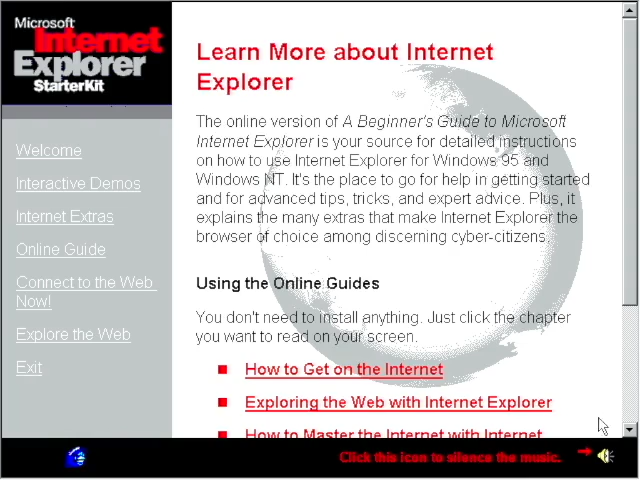 Microsoft
Internet
Explorer
StarterKit
Welcome
Interactive Demos
Internet Extras
Online Guide
Connect to the Web
Now!
Explore the Web
Exit
Learn More about Internet
Explorer
The online version of A Beginner's Guide to Microsoft
Internet Explorer is your source for detailed instructions
on how to use Internet Explorer for Windows 95 and
Windows NT. It's the place to go for help in getting started
and for advanced tips, tricks, and expert advice. Plus, it
explains the many extras that make Internet Explorer the
browser of choice among discerning cyber-citizens.
Using the Online Guides
You don't need to install anything. Just click the chapter
you want to read on your screen.
How to Get on the Internet
Exploring the Web with Internet Explorer
How to Master the Internet with Internet
Click this icon to silence the music.